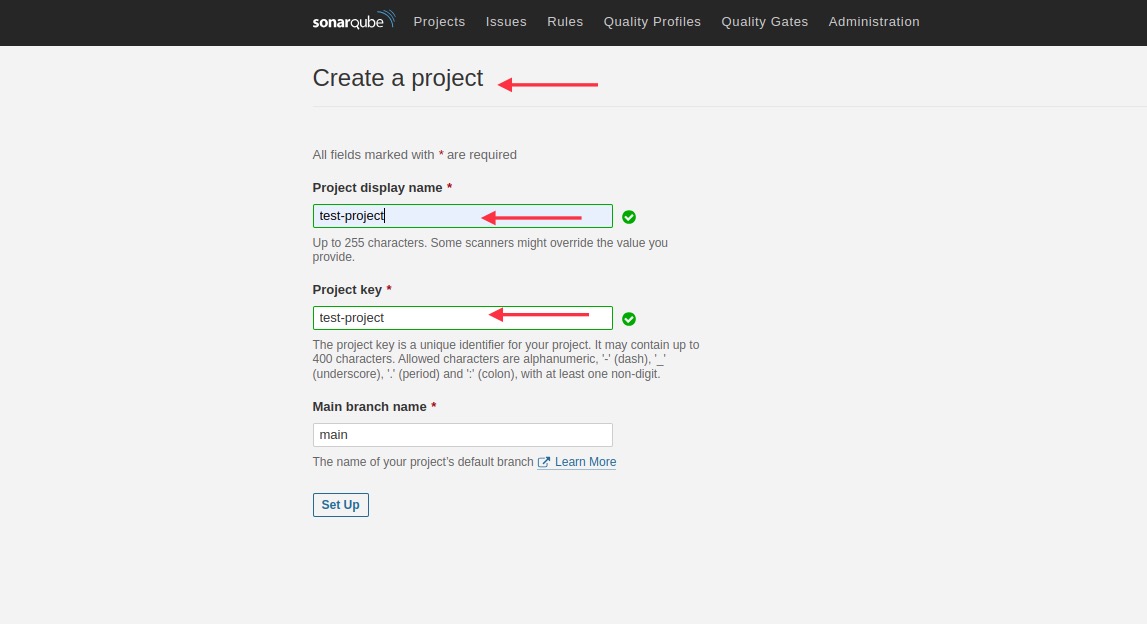 sonarqube Projects Issues Rules Quality Profiles Quality Gates Administration
Create a project
All fields marked with * are required
Project display name *
test-project
Up to 255 characters. Some scanners might override the value you
provide.
Project key *
test-project
The project key is a unique identifier for your project. It may contain up to
400 characters. Allowed characters are alphanumeric, '-' (dash), '_'
(underscore), '.' (period) and ':' (colon), with at least one non-digit.
Main branch name *
main
The name of your project's default branch Learn More
Set Up